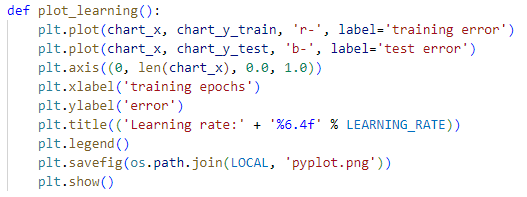 def plot_learning():
    plt.plot(chart_x, chart_y_train, 'r-', label='training error')
    plt.plot(chart_x, chart_y_test, 'b-', label='test error')
    plt.axis((0, len(chart_x), 0.0, 1.0))
    plt.xlabel('training epochs')
    plt.ylabel('error')
    plt.title(('Learning rate:' + '%6.4f' % LEARNING_RATE))
    plt.legend()
    plt.savefig(os.path.join(LOCAL, 'pyplot.png'))
    plt.show()